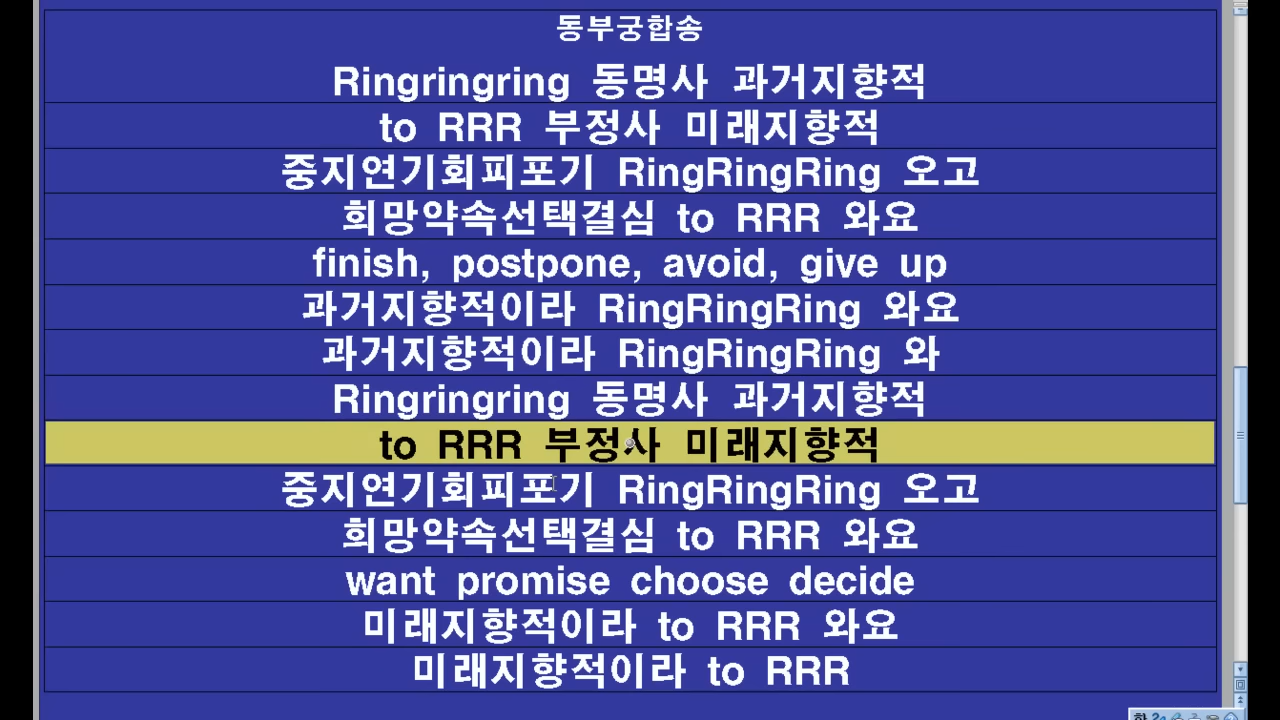 동부궁합송
Ringringring 동명사 과거지향적
to RRR 부정사 미래지향적
중지연기회피포기 RingRingRing 오고
희망약속선택결심 to RRR 와요
finish, postpone, avoid, give up
과거지향적이라 RingRingRing 와요
과거지향적이라 RingRingRing 와
Ringringring 동명사 과거지향적
to RRR 부정사 미래지향적
중지연기회피포기 RingRingRing 오고
희망약속선택결심 to RRR 와요
want promise choose decide
미래지향적이라 to RRR 와요
미래지향적이라 to RRR